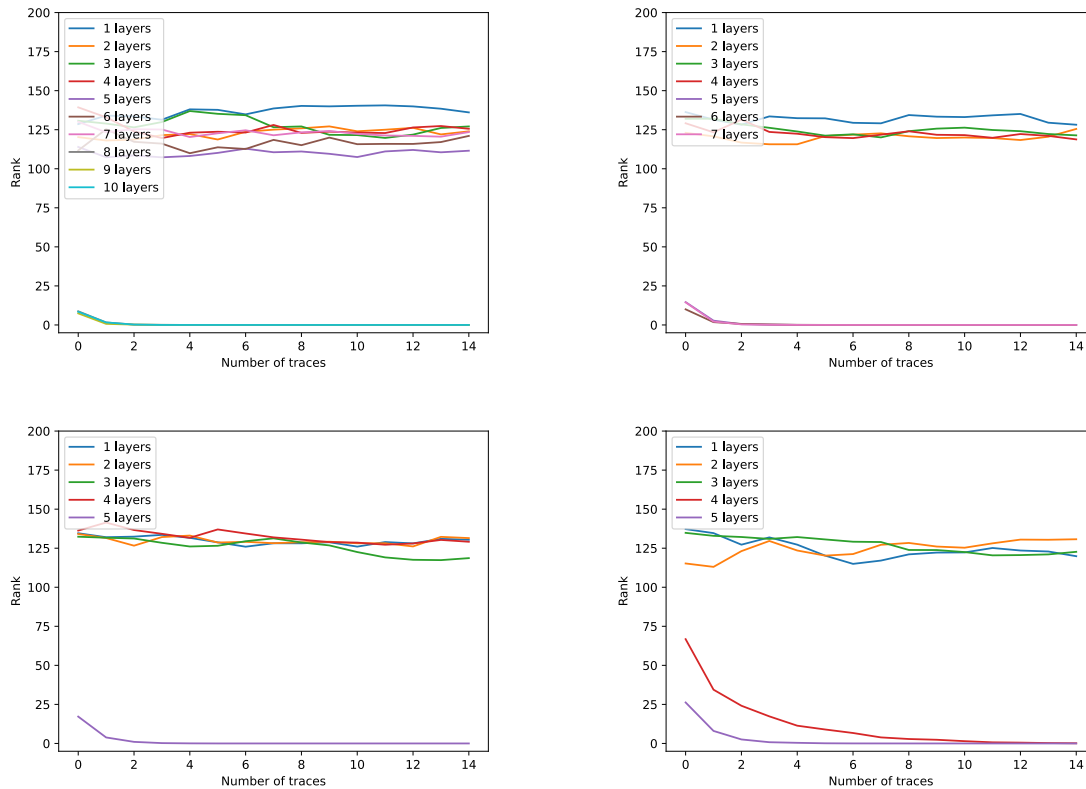 200
175
150
125
100
75
50
25
0
Rank
1 layers
2 layers
3 layers
4 layers
5 layers
6 layers
7 layers
8 layers
9 layers
10 layers
0 2 4 6 8 10 12 14
Number of traces
200
175
150
125
100
75
50
25
0
Rank
1 layers
2 layers
3 layers
4 layers
5 layers
6 layers
7 layers
0 2 4 6 8 10 12 14
Number of traces
200
175
150
125
100
75
50
25
0
Rank
1 layers
2 layers
3 layers
4 layers
5 layers
0 2 4 6 8 10 12 14
Number of traces
200
175
150
125
100
75
50
25
0
Rank
1 layers
2 layers
3 layers
4 layers
5 layers
0 2 4 6 8 10 12 14
Number of traces